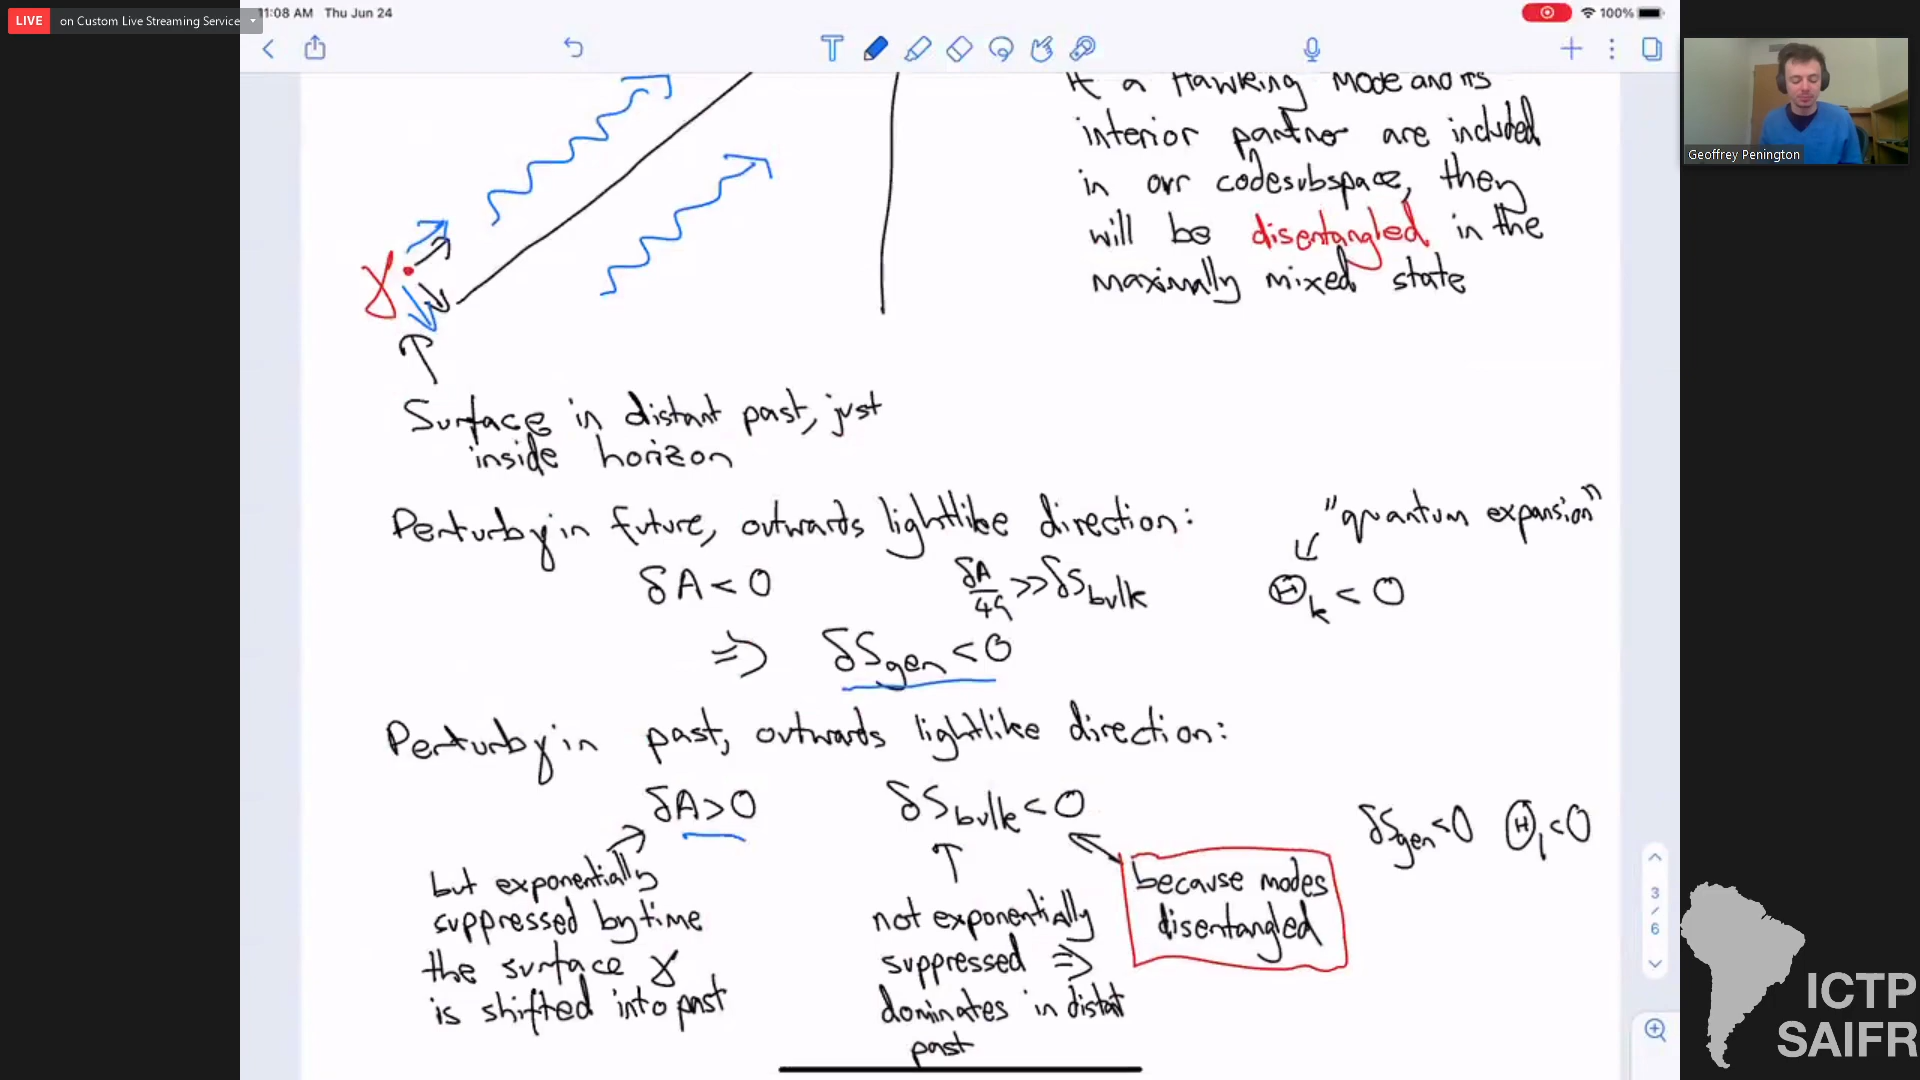 LIVE on Custom Live Streaming Service
11:08 AM Thu Jun 24
100%
Geoffrey Penington
If a Hawking mode and its
interior partner are included
in our codesubspace, they
will be disentangled in the
maximally mixed state
γ
Surface in distant past, just
inside horizon
Perturb γ in future, outwards lightlike direction:
"quantum expansion"
δA < 0
δA/4G >> δS_bulk
Θ_k < 0
⇒ δS_gen < 0
Perturb γ in past, outwards lightlike direction:
δA > 0
δS_bulk < 0
δS_gen < 0 Θ_l < 0
but exponentially
suppressed by time
the surface γ
is shifted into past
not exponentially
suppressed ⇒
dominates in distat
past
because modes
disentangled
3
/
6
ICTP
SAIFR